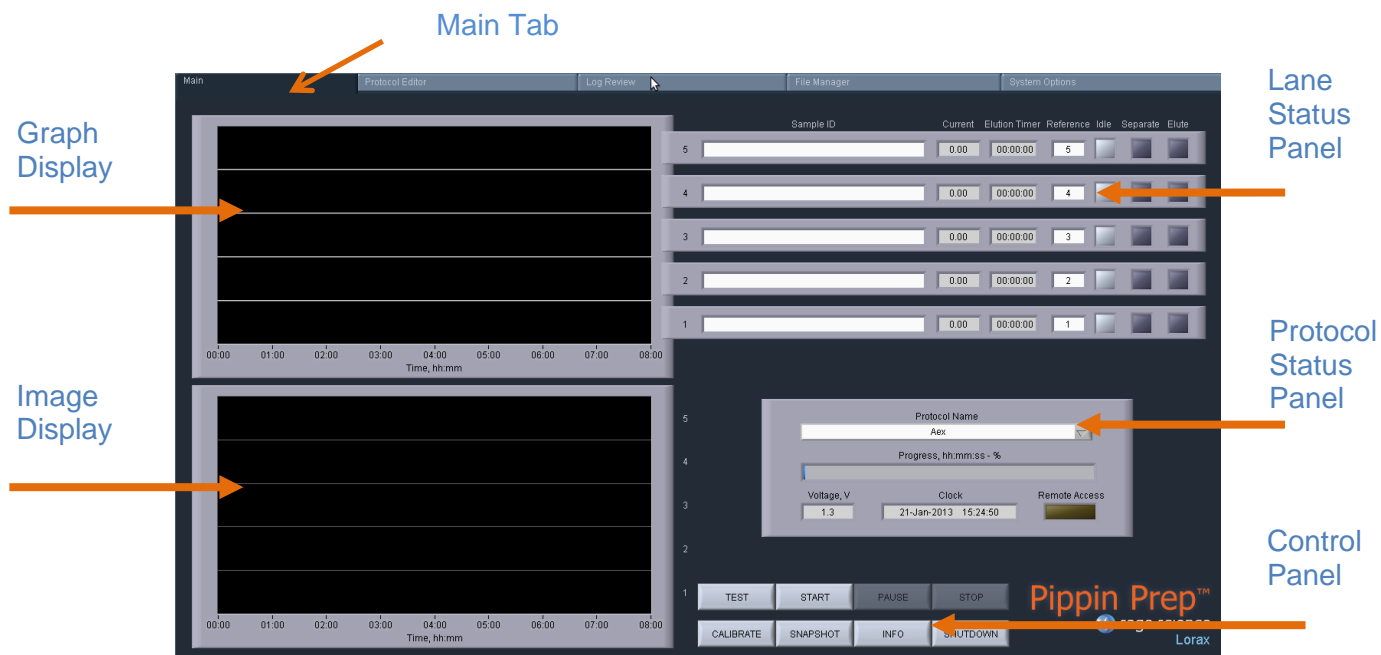 Main Tab
Main Protocol Editor Log Review File Manager System Options
Graph
Display
Lane
Status
Panel
Sample ID Current Elution Timer Reference Idle Separate Elute
5 0.00 00:00:00 5
4 0.00 00:00:00 4
3 0.00 00:00:00 3
2 0.00 00:00:00 2
1 0.00 00:00:00 1
00:00 01:00 02:00 03:00 04:00 05:00 06:00 07:00 08:00
Time, hh:mm
Image
Display
5
4
3
2
1
00:00 01:00 02:00 03:00 04:00 05:00 06:00 07:00 08:00
Time, hh:mm
Protocol
Status
Panel
Protocol Name
Aex
Progress, hh:mm:ss - %
Voltage, V Clock Remote Access
1.3 21-Jan-2013 15:24:50
Control
Panel
TEST START PAUSE STOP
CALIBRATE SNAPSHOT INFO SHUTDOWN
Pippin Prep™
Lorax